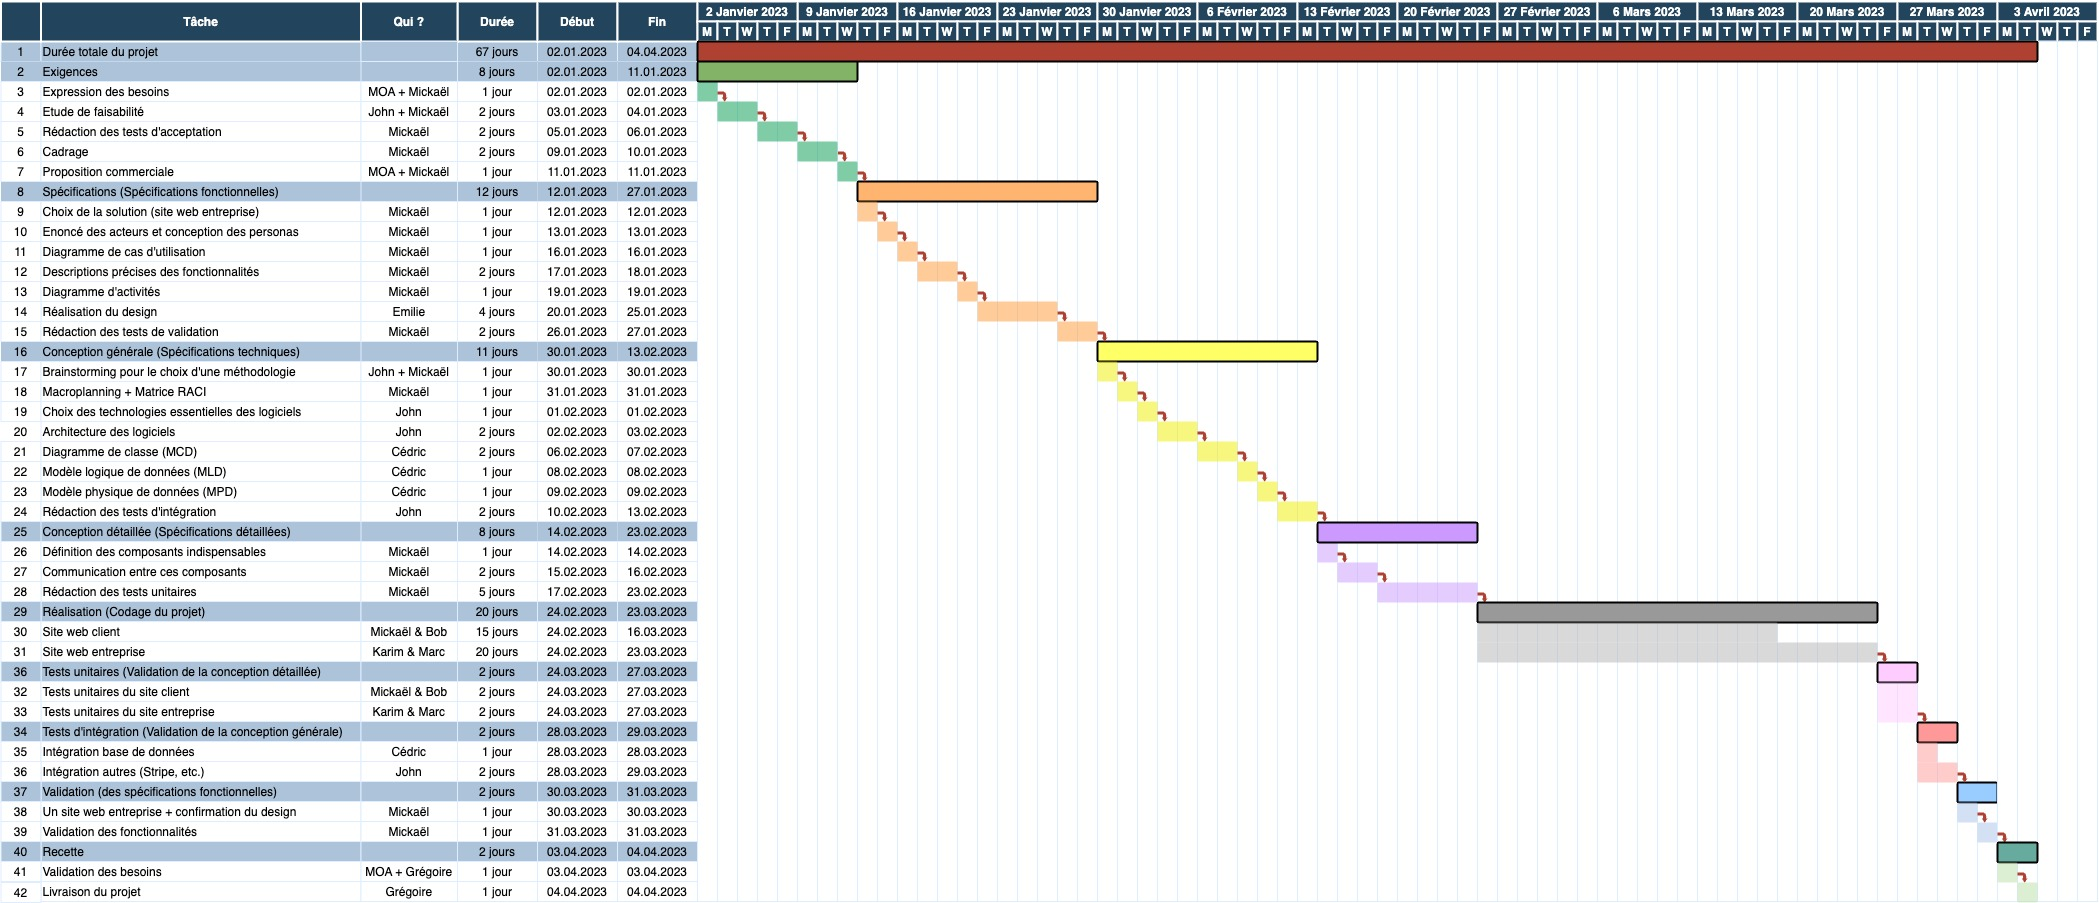 Tâche Qui ? Durée Début Fin 2 Janvier 2023 9 Janvier 2023 16 Janvier 2023 23 Janvier 2023 30 Janvier 2023 6 Février 2023 13 Février 2023 20 Février 2023 27 Février 2023 6 Mars 2023 13 Mars 2023 20 Mars 2023 27 Mars 2023 3 Avril 2023
M T W T F M T W T F M T W T F M T W T F M T W T F M T W T F M T W T F M T W T F M T W T F M T W T F M T W T F M T W T F M T W T F M T W T F
1 Durée totale du projet 67 jours 02.01.2023 04.04.2023
2 Exigences 8 jours 02.01.2023 11.01.2023
3 Expression des besoins MOA + Mickaël 1 jour 02.01.2023 02.01.2023
4 Etude de faisabilité John + Mickaël 2 jours 03.01.2023 04.01.2023
5 Rédaction des tests d'acceptation Mickaël 2 jours 05.01.2023 06.01.2023
6 Cadrage Mickaël 2 jours 09.01.2023 10.01.2023
7 Proposition commerciale MOA + Mickaël 1 jour 11.01.2023 11.01.2023
8 Spécifications (Spécifications fonctionnelles) 12 jours 12.01.2023 27.01.2023
9 Choix de la solution (site web entreprise) Mickaël 1 jour 12.01.2023 12.01.2023
10 Enoncé des acteurs et conception des personas Mickaël 1 jour 13.01.2023 13.01.2023
11 Diagramme de cas d'utilisation Mickaël 1 jour 16.01.2023 16.01.2023
12 Descriptions précises des fonctionnalités Mickaël 2 jours 17.01.2023 18.01.2023
13 Diagramme d'activités Mickaël 1 jour 19.01.2023 19.01.2023
14 Réalisation du design Emilie 4 jours 20.01.2023 25.01.2023
15 Rédaction des tests de validation Mickaël 2 jours 26.01.2023 27.01.2023
16 Conception générale (Spécifications techniques) 11 jours 30.01.2023 13.02.2023
17 Brainstorming pour le choix d'une méthodologie John + Mickaël 1 jour 30.01.2023 30.01.2023
18 Macroplanning + Matrice RACI Mickaël 1 jour 31.01.2023 31.01.2023
19 Choix des technologies essentielles des logiciels John 1 jour 01.02.2023 01.02.2023
20 Architecture des logiciels John 2 jours 02.02.2023 03.02.2023
21 Diagramme de classe (MCD) Cédric 2 jours 06.02.2023 07.02.2023
22 Modèle logique de données (MLD) Cédric 1 jour 08.02.2023 08.02.2023
23 Modèle physique de données (MPD) Cédric 1 jour 09.02.2023 09.02.2023
24 Rédaction des tests d'intégration John 2 jours 10.02.2023 13.02.2023
25 Conception détaillée (Spécifications détaillées) 8 jours 14.02.2023 23.02.2023
26 Définition des composants indispensables Mickaël 1 jour 14.02.2023 14.02.2023
27 Communication entre ces composants Mickaël 2 jours 15.02.2023 16.02.2023
28 Rédaction des tests unitaires Mickaël 5 jours 17.02.2023 23.02.2023
29 Réalisation (Codage du projet) 20 jours 24.02.2023 23.03.2023
30 Site web client Mickaël & Bob 15 jours 24.02.2023 16.03.2023
31 Site web entreprise Karim & Marc 20 jours 24.02.2023 23.03.2023
36 Tests unitaires (Validation de la conception détaillée) 2 jours 24.03.2023 27.03.2023
32 Tests unitaires du site client Mickaël & Bob 2 jours 24.03.2023 27.03.2023
33 Tests unitaires du site entreprise Karim & Marc 2 jours 24.03.2023 27.03.2023
34 Tests d'intégration (Validation de la conception générale) 2 jours 28.03.2023 29.03.2023
35 Intégration base de données Cédric 1 jour 28.03.2023 28.03.2023
36 Intégration autres (Stripe, etc.) John 2 jours 28.03.2023 29.03.2023
37 Validation (des spécifications fonctionnelles) 2 jours 30.03.2023 31.03.2023
38 Un site web entreprise + confirmation du design Mickaël 1 jour 30.03.2023 30.03.2023
39 Validation des fonctionnalités Mickaël 1 jour 31.03.2023 31.03.2023
40 Recette 2 jours 03.04.2023 04.04.2023
41 Validation des besoins MOA + Grégoire 1 jour 03.04.2023 03.04.2023
42 Livraison du projet Grégoire 1 jour 04.04.2023 04.04.2023